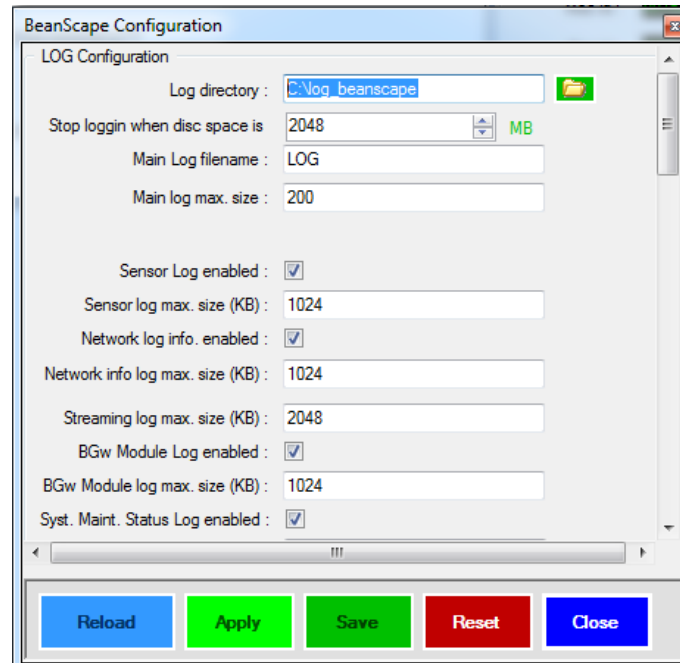 BeanScape Configuration
LOG Configuration
Log directory : C:\log_beanscape
Stop loggin when disc space is 2048 MB
Main Log filename : LOG
Main log max. size : 200
Sensor Log enabled :
Sensor log max. size (KB) : 1024
Network log info. enabled :
Network info log max. size (KB) : 1024
Streaming log max. size (KB) : 2048
BGw Module Log enabled :
BGw Module log max. size (KB) : 1024
Syst. Maint. Status Log enabled :
Reload Apply Save Reset Close